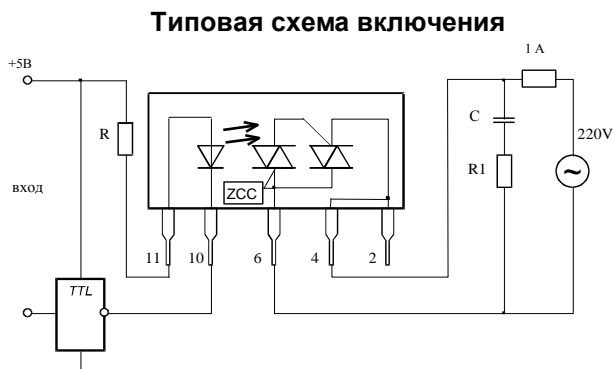 Типовая схема включения
1 А
+5В
R
C
220V
вход
ZCC
R1
~
11
10
6
4
2
TTL